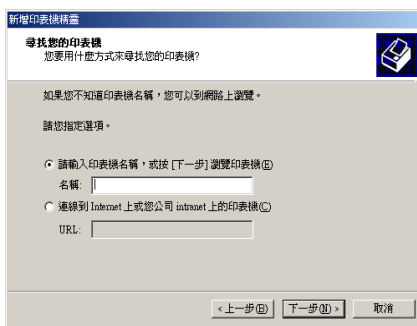 新增印表機精靈
尋找您的印表機
您要用什麼方式來尋找您的印表機?
如果您不知道印表機名稱，您可以到網路上瀏覽。
請您指定選項。
請輸入印表機名稱，或按 [下一步] 瀏覽印表機(E)
名稱:
連線到 Internet 上或您公司 intranet 上的印表機(C)
URL:
<上一步(B) 下一步(N)> 取消